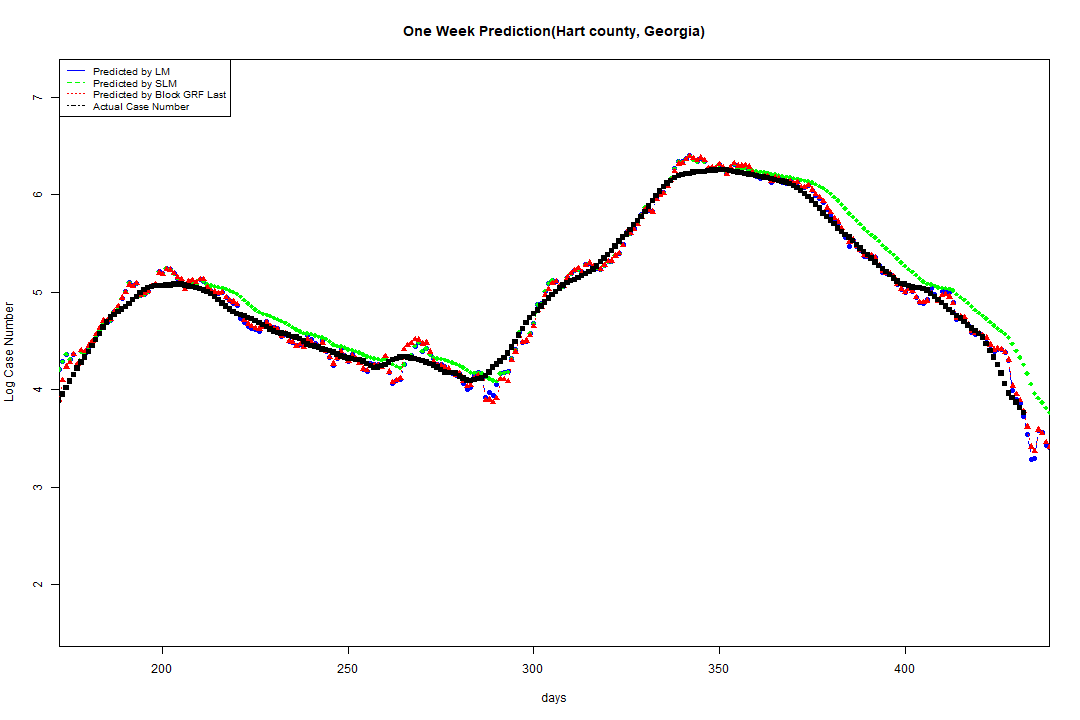 One Week Prediction(Hart county, Georgia)
Predicted by LM
Predicted by SLM
Predicted by Block GRF Last
Actual Case Number
7
6
5
4
3
2
Log Case Number
200 250 300 350 400
days